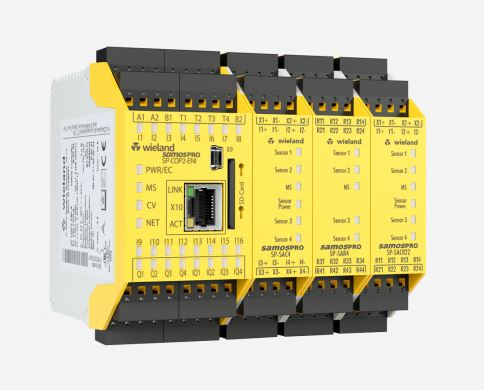 A1 A2 B1 T1 T2 T3 T4 B2
I1 I2 I3 I4 I5 I6 I7 I8
wieland
samosPRO
SP-COP2-ENI
X9
PWR/EC
MS
CV
NET
LINK
X10
ACT
SD-Card
I9 I10 I11 I12 I13 I14 I15 I16
Q1 Q1 Q2 Q2 Q3 Q3 Q4 IQ4
X1+ X1- X2+ X2-
I1+ I1- I2+ I2-
wieland
Sensor 1
Sensor 2
MS
Sensor
Power
Sensor 3
Sensor 4
samosPRO
SP-SAC4
I3+ I3- I4+ I4-
X3+ X3- X4+ X4-
R11 R12 R13 R14
R21 R22 R23 R24
wieland
Sensor 1
Sensor 2
MS
Sensor
Power
Sensor 3
Sensor 4
samosPRO
SP-SAR4
R31 R32 R33 R34
R41 R42 R43 R44
X1+ X1- X2+ X2-
I1+ I1- I2+ I2-
wieland
Sensor 1
Sensor 2
MS
Sensor
Power
Sensor 3
Sensor 4
samosPRO
SP-SACR22
R11 R12 R13 R14
R21 R22 R23 R24